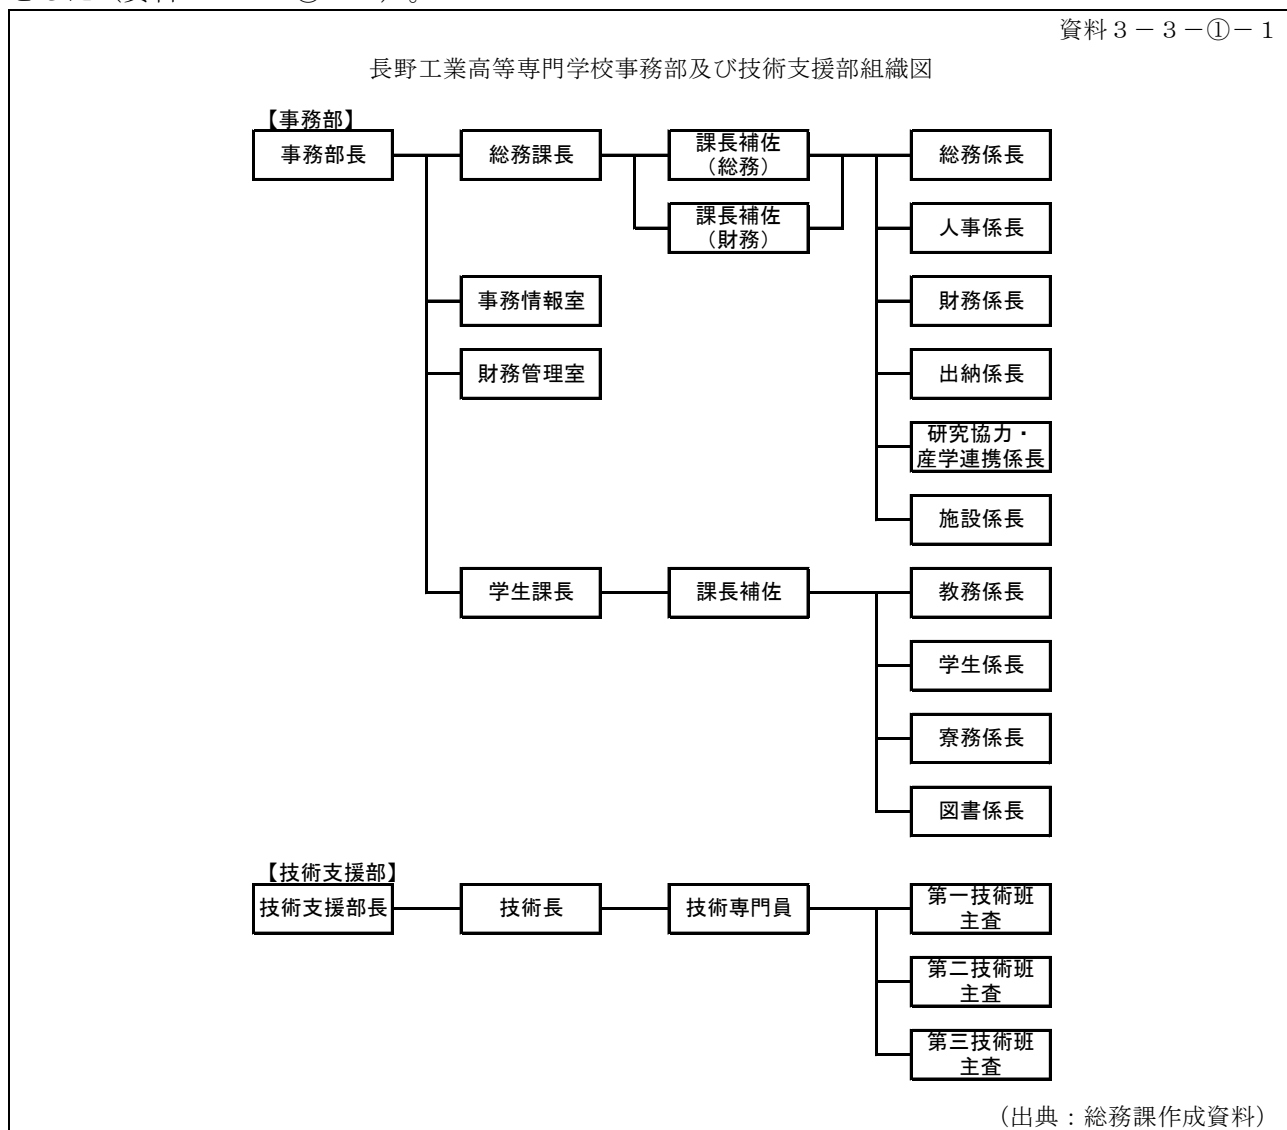 資料3－3－①－1
長野工業高等専門学校事務部及び技術支援部組織図
【事務部】
事務部長
総務課長
課長補佐
（総務）
総務係長
課長補佐
（財務）
人事係長
事務情報室
財務係長
財務管理室
出納係長
研究協力・
産学連携係長
施設係長
学生課長
課長補佐
教務係長
学生係長
寮務係長
図書係長
【技術支援部】
技術支援部長
技術長
技術専門員
第一技術班
主査
第二技術班
主査
第三技術班
主査
（出典：総務課作成資料）